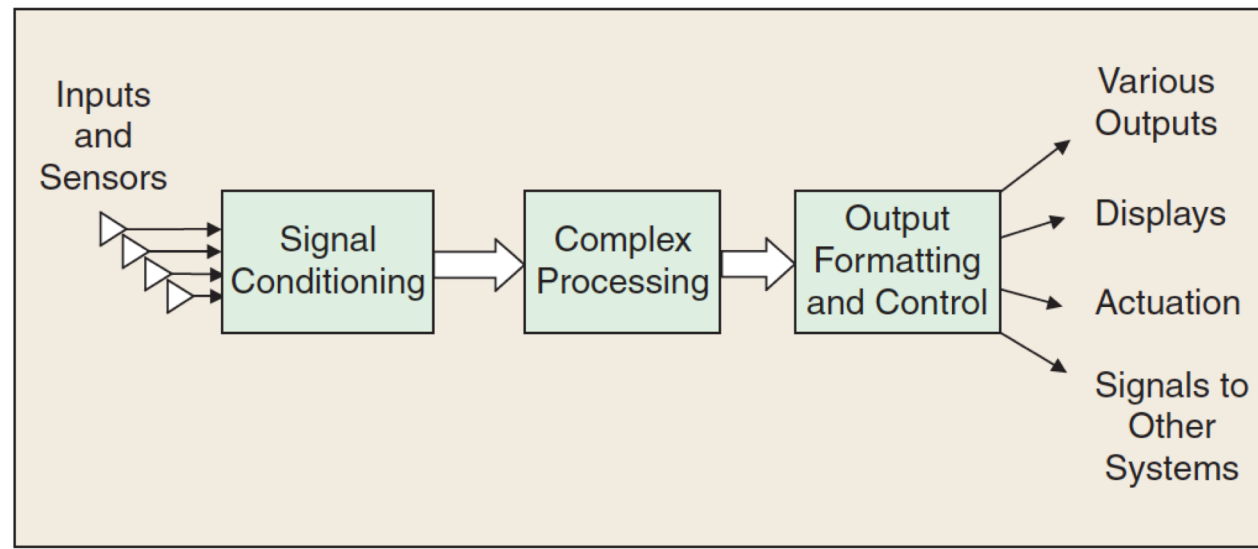 Inputs
and
Sensors
Signal
Conditioning
Complex
Processing
Output
Formatting
and Control
Various
Outputs
Displays
Actuation
Signals to
Other
Systems